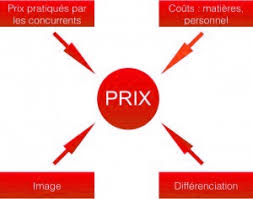 Prix pratiqués par
les concurrents
Coûts : matières,
personnel
PRIX
Image
Différenciation